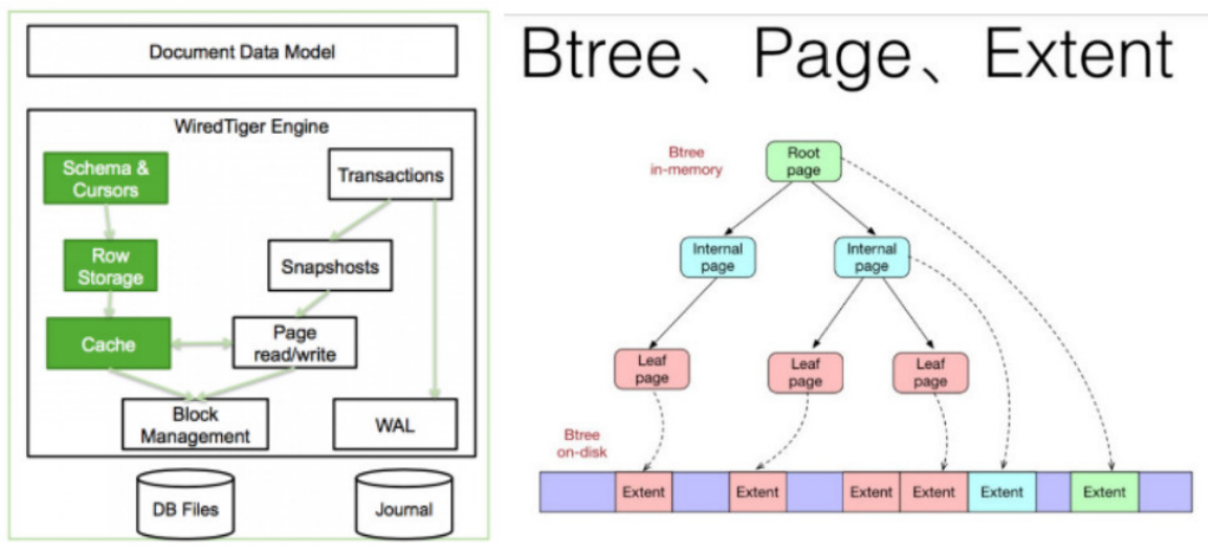 Document Data Model
WiredTiger Engine
Schema &
Cursors
Transactions
Row
Storage
Snapshosts
Cache
Page
read/write
Block
Management
WAL
DB Files
Journal
Btree、Page、Extent
Btree
in-memory
Root
page
Internal
page
Internal
page
Leaf
page
Leaf
page
Leaf
page
Btree
on-disk
Extent
Extent
Extent
Extent
Extent
Extent